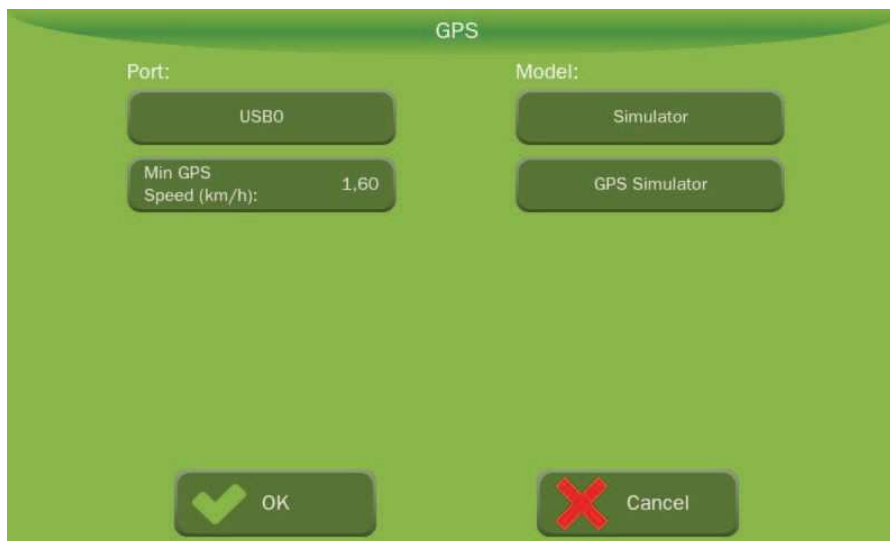 GPS
Port:
Model:
USB0
Simulator
Min GPS
Speed (km/h):
1,60
GPS Simulator
OK
Cancel